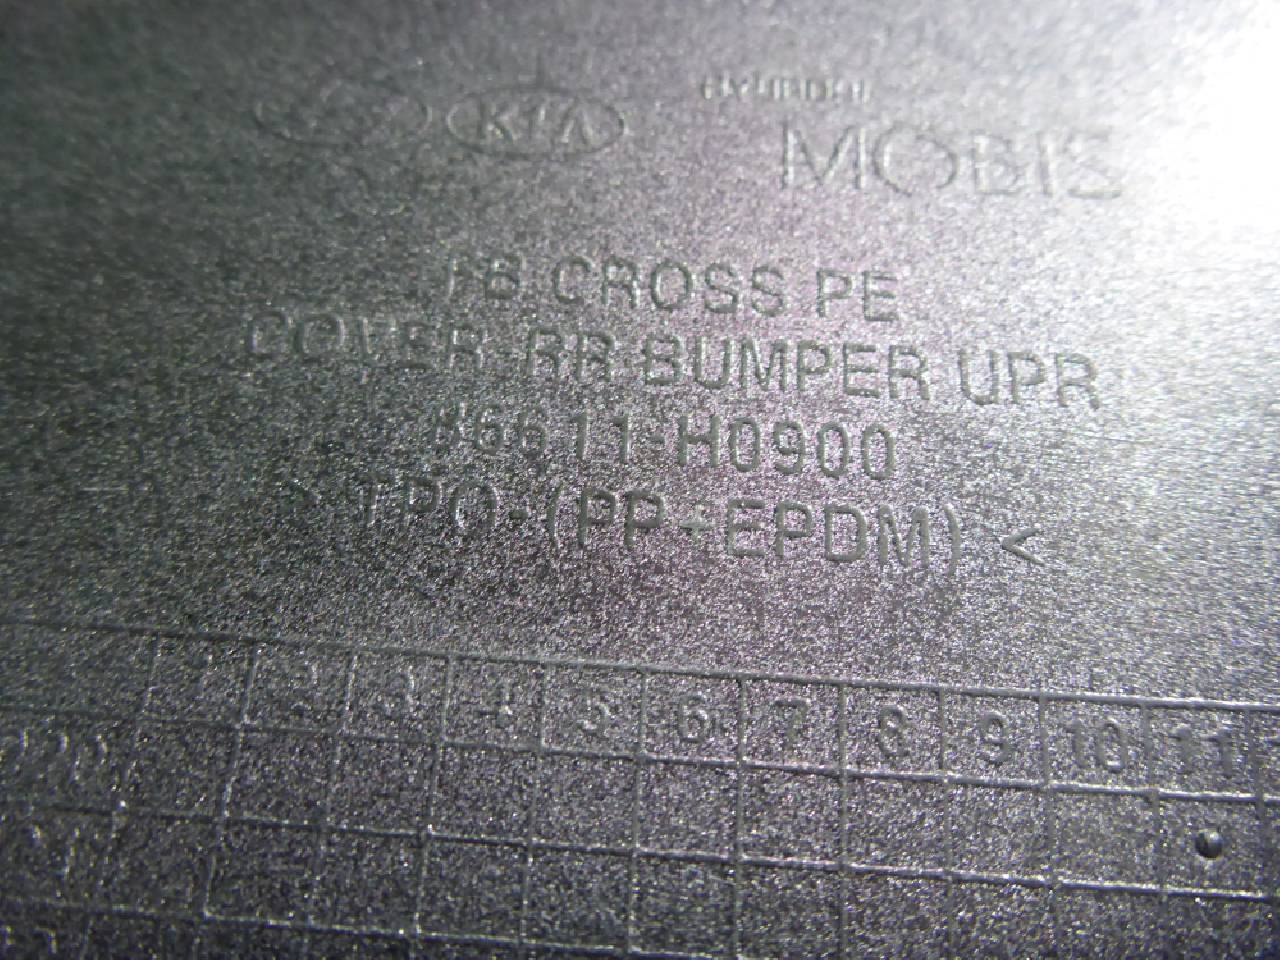 KIA
HYUNDAI
MOBIS
FB CROSS PE
COVER-RR BUMPER UPR
86611-H0900
> TPO-(PP+EPDM) <
1 2 3 4 5 6 7 8 9 10 11